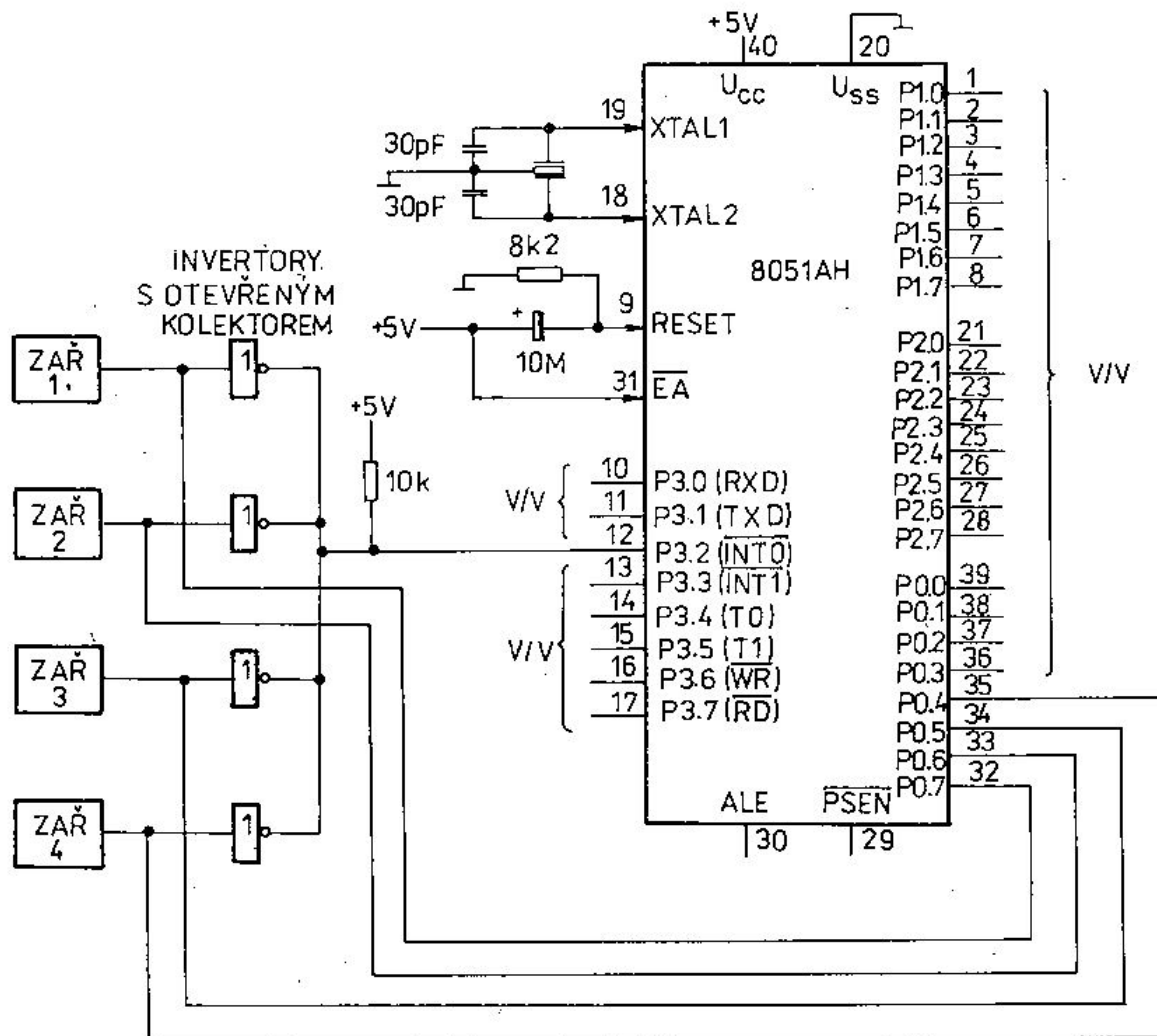 +5V
40
20
UCC
USS
19
XTAL1
30pF
30pF
18
XTAL2
8k2
9
RESET
+5V
+
10M
31
EA
8051AH
INVERTORY
S OTEVŘENÝM
KOLEKTOREM
ZAŘ
1
1
ZAŘ
2
1
ZAŘ
3
1
ZAŘ
4
1
+5V
10k
V/V
10
P3.0 (RXD)
11
P3.1 (TXD)
12
P3.2 (INT0)
V/V
13
P3.3 (INT1)
14
P3.4 (T0)
15
P3.5 (T1)
16
P3.6 (WR)
17
P3.7 (RD)
P1.0 1
P1.1 2
P1.2 3
P1.3 4
P1.4 5
P1.5 6
P1.6 7
P1.7 8
P2.0 21
P2.1 22
P2.2 23
P2.3 24
P2.4 25
P2.5 26
P2.6 27
P2.7 28
V/V
P0.0 39
P0.1 38
P0.2 37
P0.3 36
P0.4 35
P0.5 34
P0.6 33
P0.7 32
ALE
PSEN
30
29